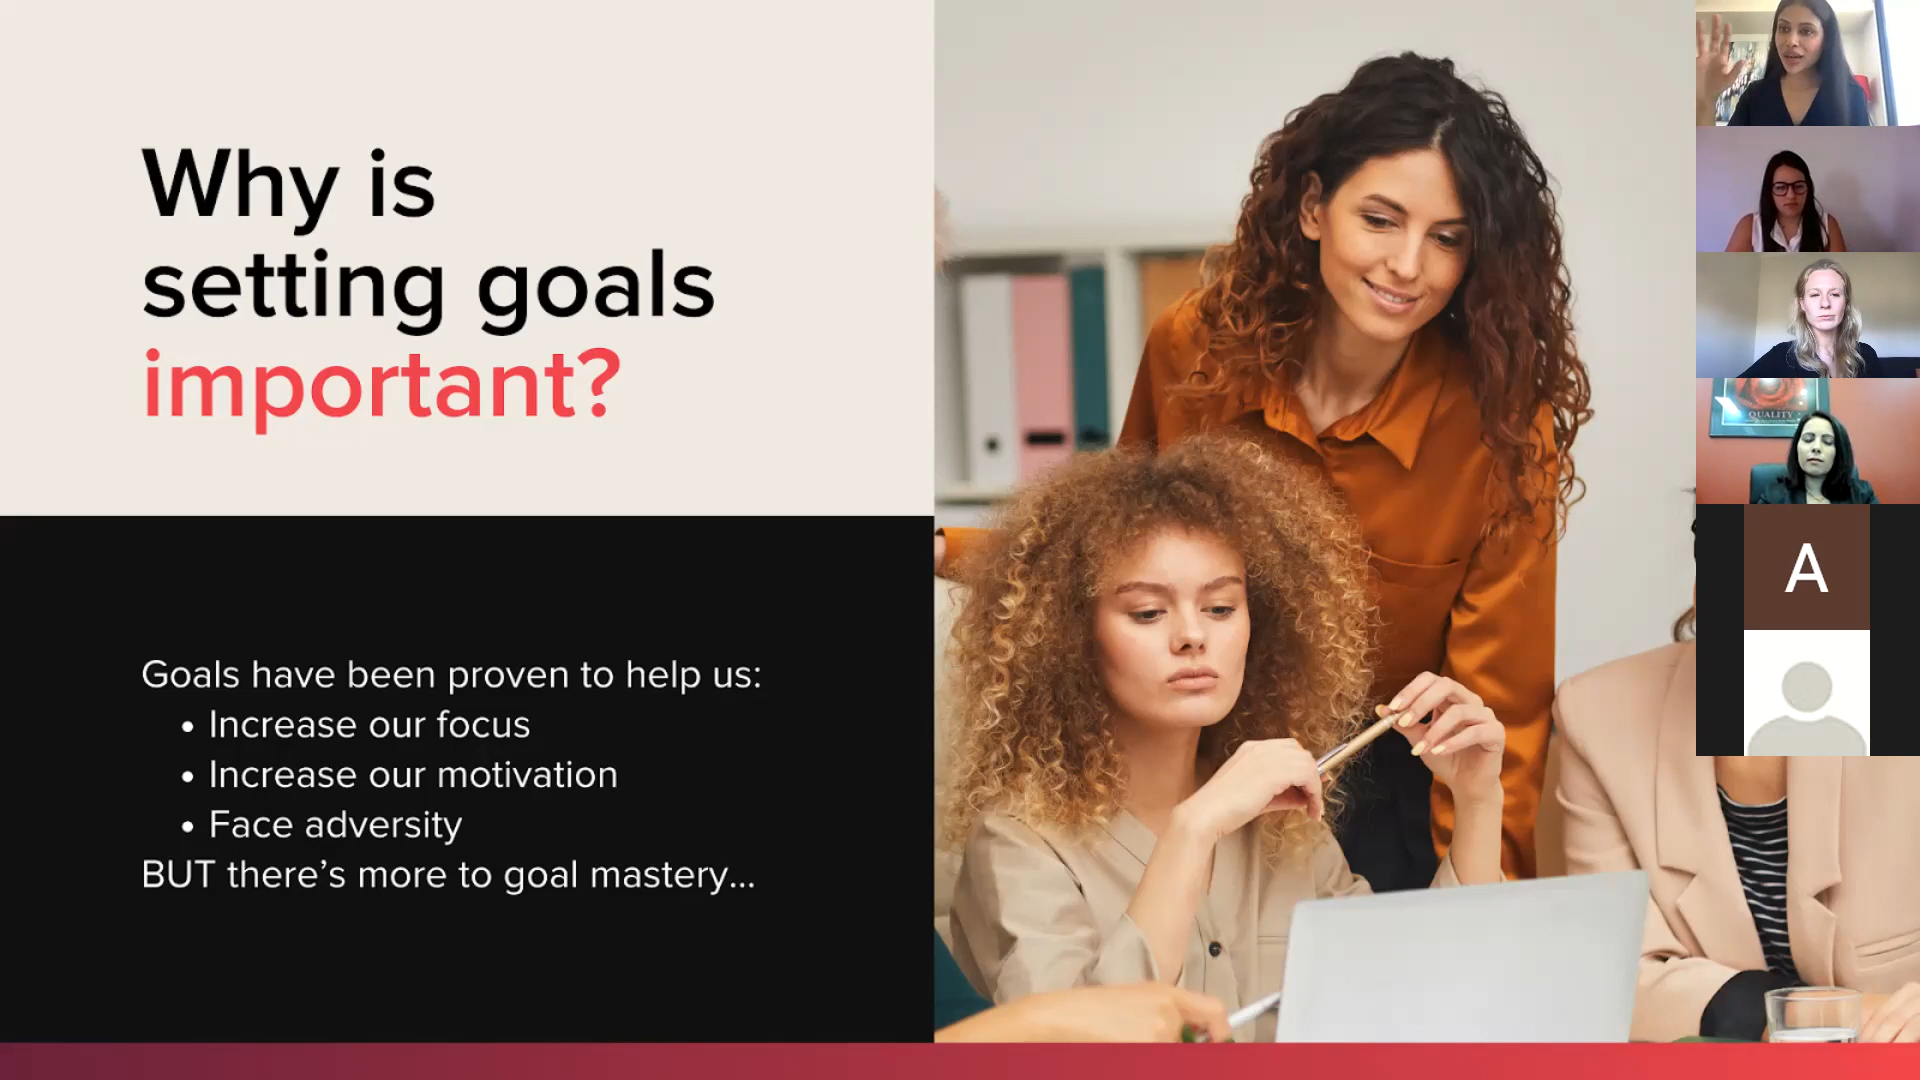 Why is
setting goals
important?
Goals have been proven to help us:
• Increase our focus
• Increase our motivation
• Face adversity
BUT there’s more to goal mastery...
QUALITY
A